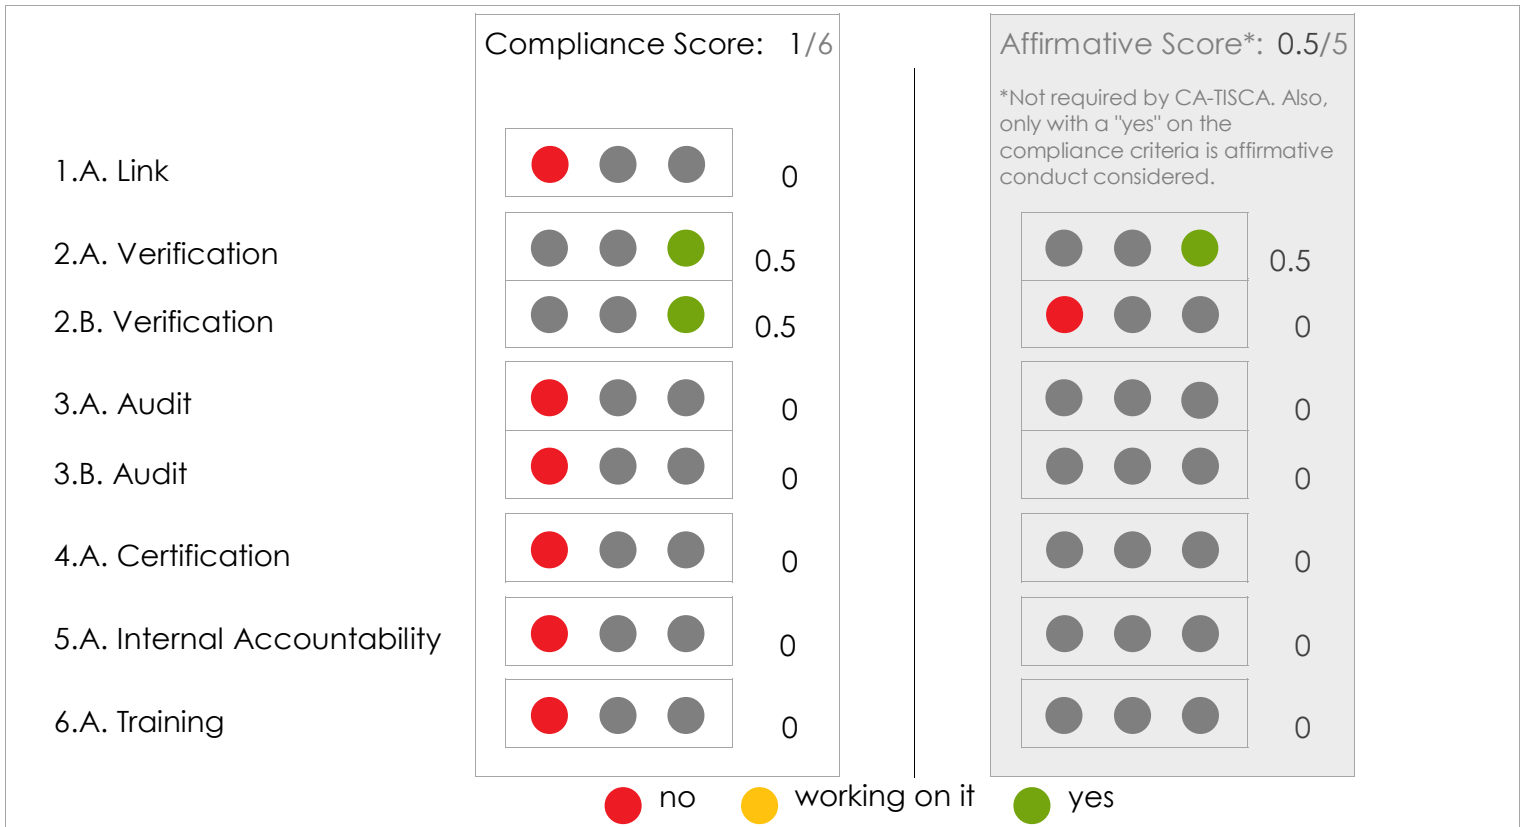 Compliance Score: 1/6
Affirmative Score*: 0.5/5
*Not required by CA-TISCA. Also,
only with a "yes" on the
compliance criteria is affirmative
conduct considered.
1.A. Link 0
2.A. Verification 0.5 0.5
2.B. Verification 0.5 0
3.A. Audit 0 0
3.B. Audit 0 0
4.A. Certification 0 0
5.A. Internal Accountability 0 0
6.A. Training 0 0
no working on it yes